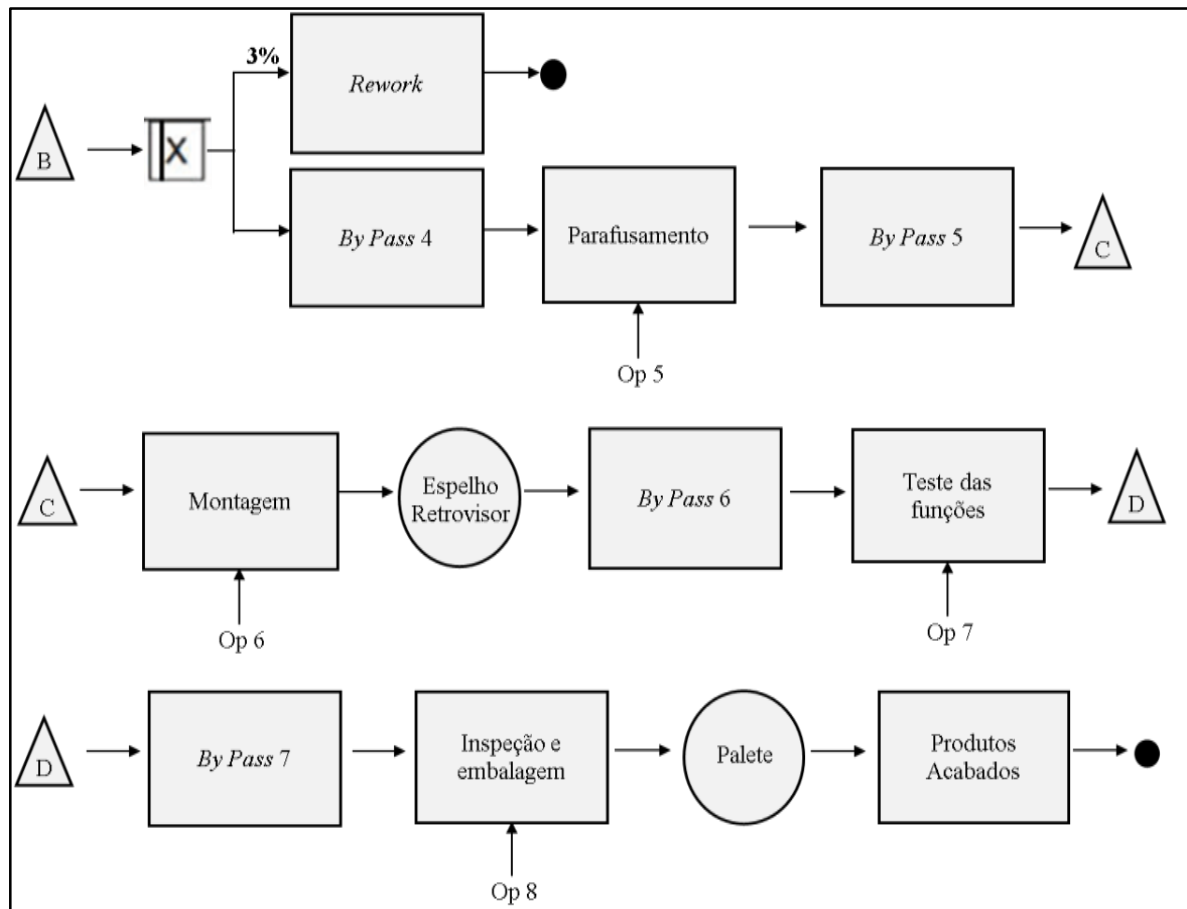 3%
Rework
B
X
By Pass 4
Parafusamento
By Pass 5
C
Op 5
C
Montagem
Espelho
Retrovisor
By Pass 6
Teste das
funções
D
Op 6
Op 7
D
By Pass 7
Inspeção e
embalagem
Palete
Produtos
Acabados
Op 8